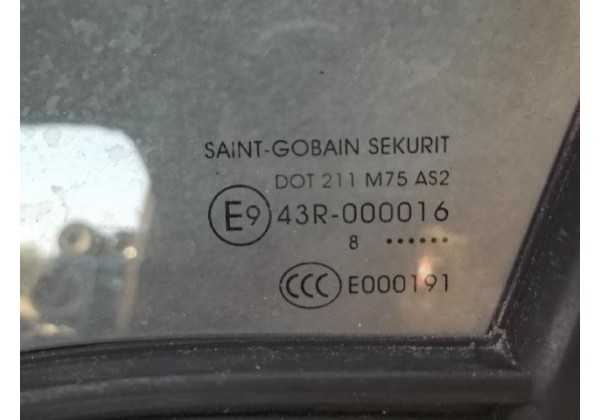 SAINT-GOBAIN SEKURIT
DOT 211 M75 AS2
E9 43R-000016
8 ••••••
CCC E000191